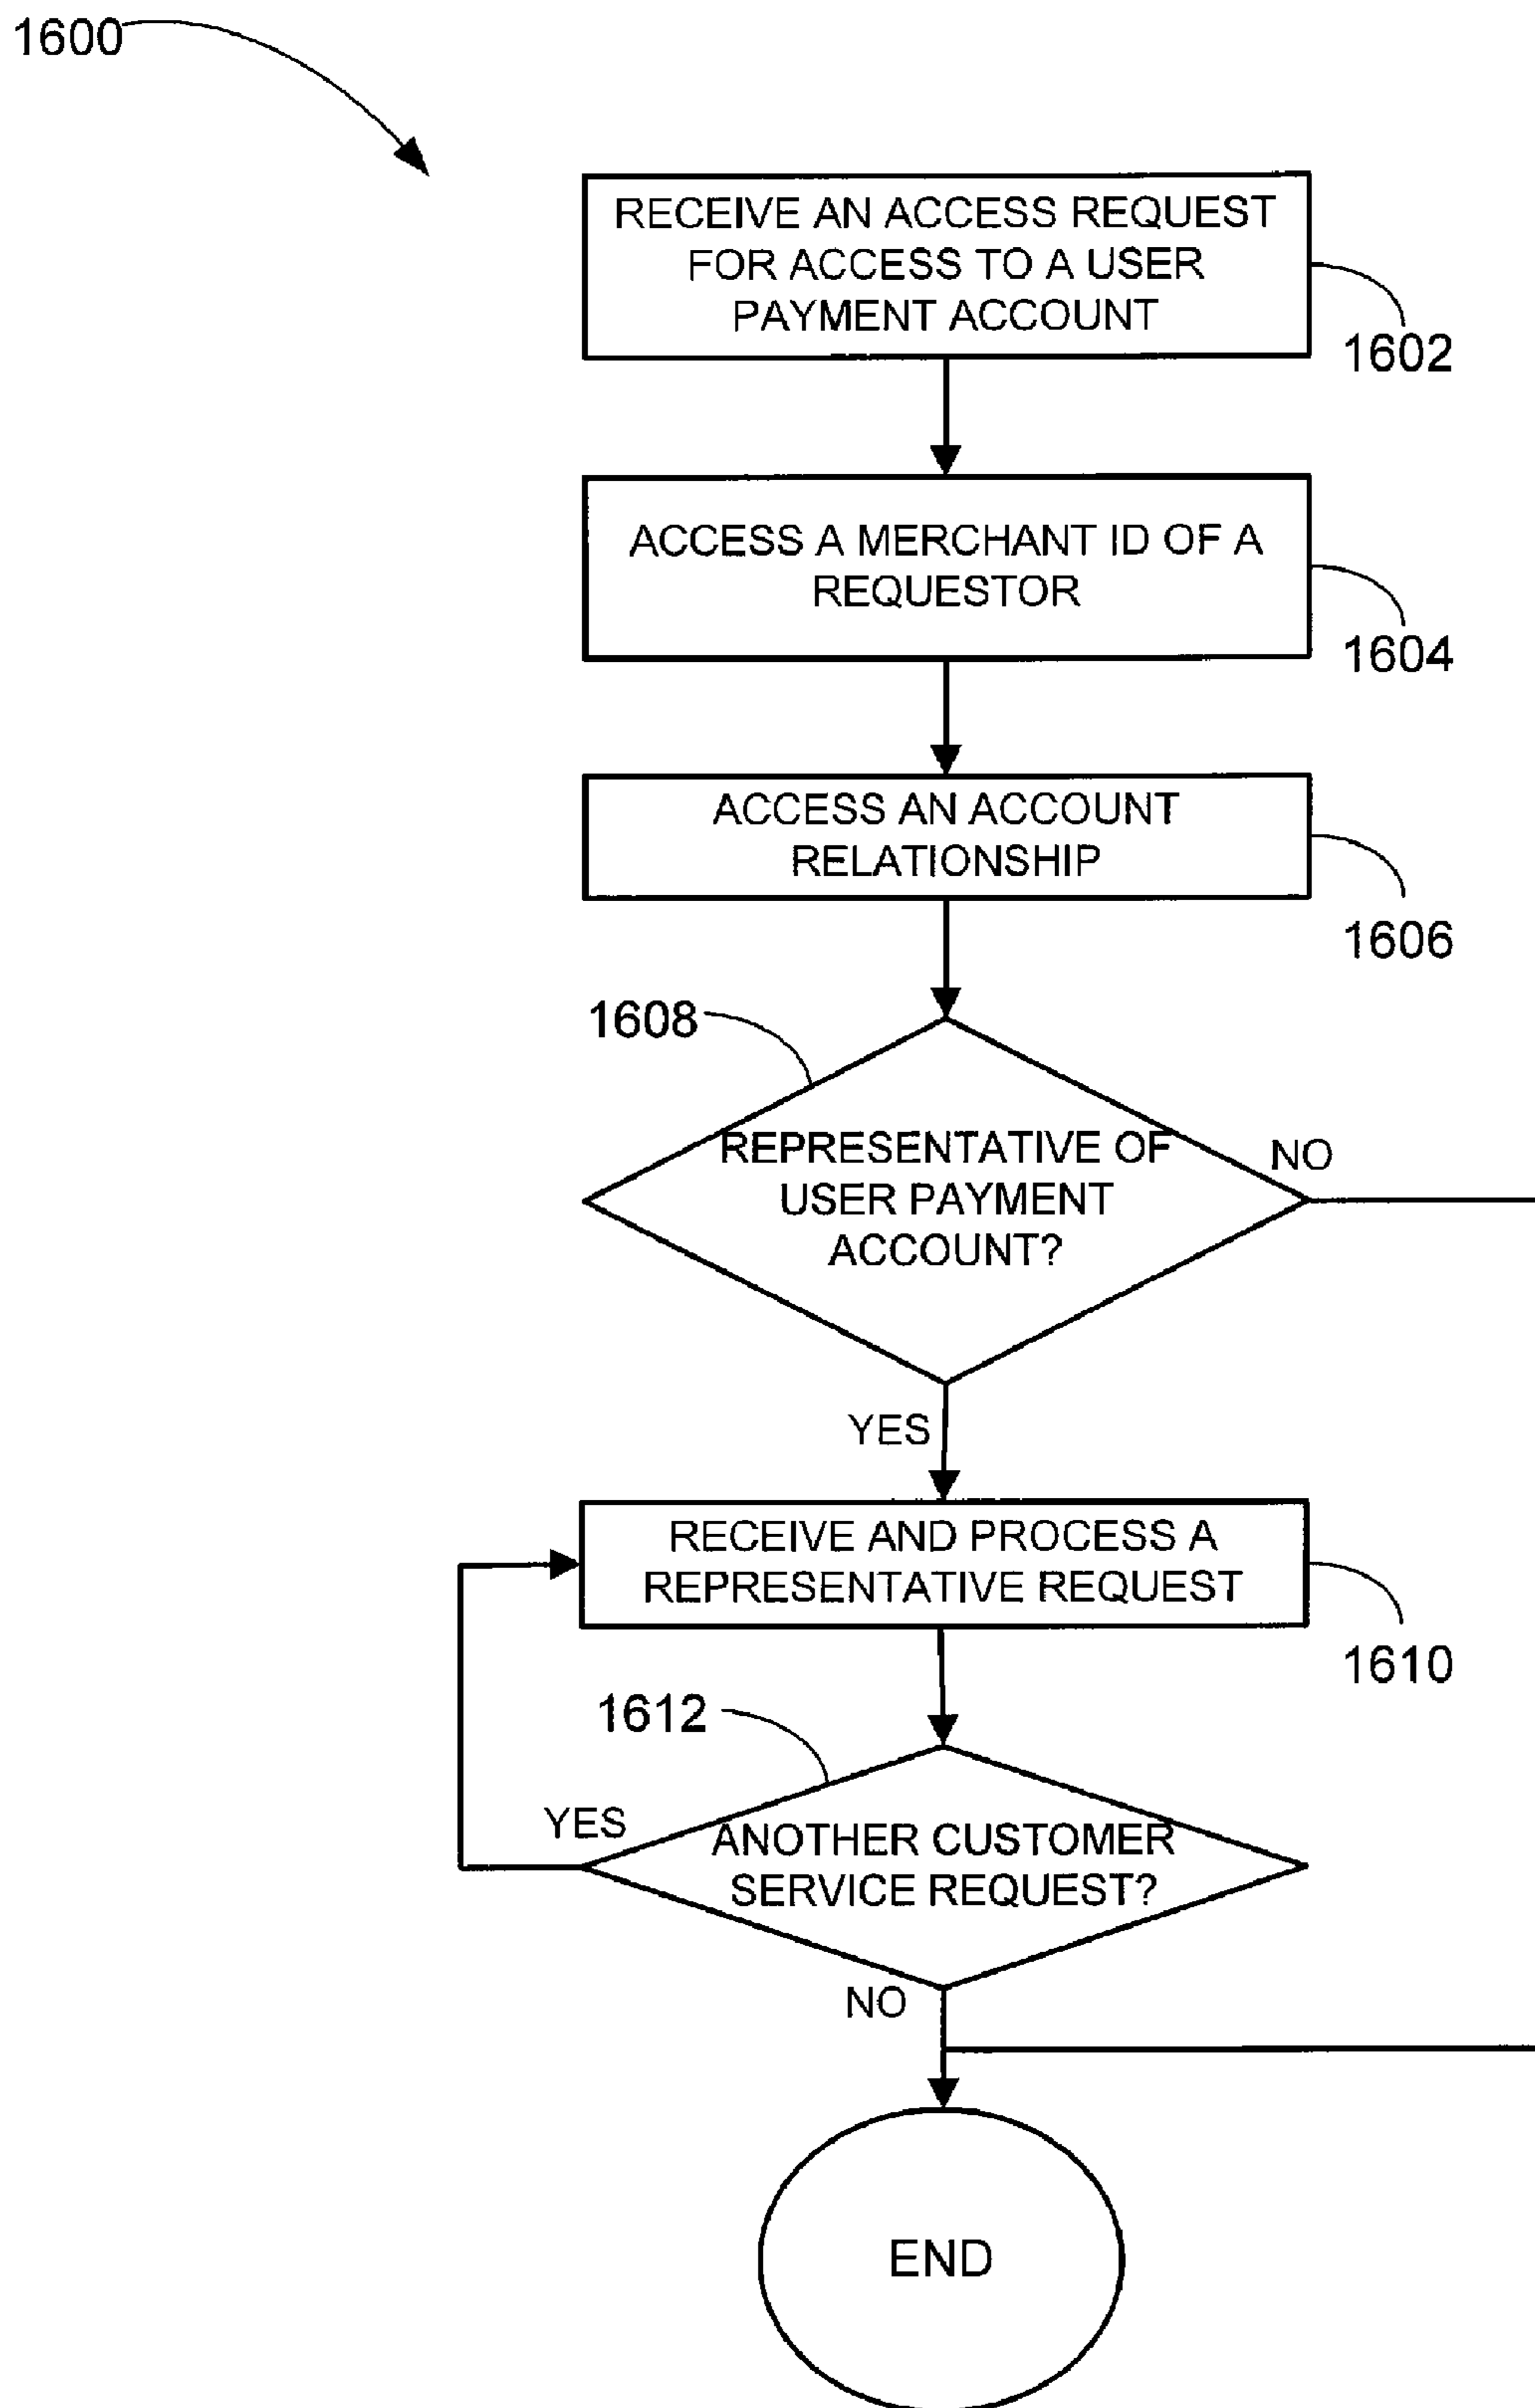 1600
RECEIVE AN ACCESS REQUEST
FOR ACCESS TO A USER
PAYMENT ACCOUNT
1602
ACCESS A MERCHANT ID OF A
REQUESTOR
1604
ACCESS AN ACCOUNT
RELATIONSHIP
1606
1608
REPRESENTATIVE OF
USER PAYMENT
ACCOUNT?
NO
YES
RECEIVE AND PROCESS A
REPRESENTATIVE REQUEST
1610
1612
YES
ANOTHER CUSTOMER
SERVICE REQUEST?
NO
END